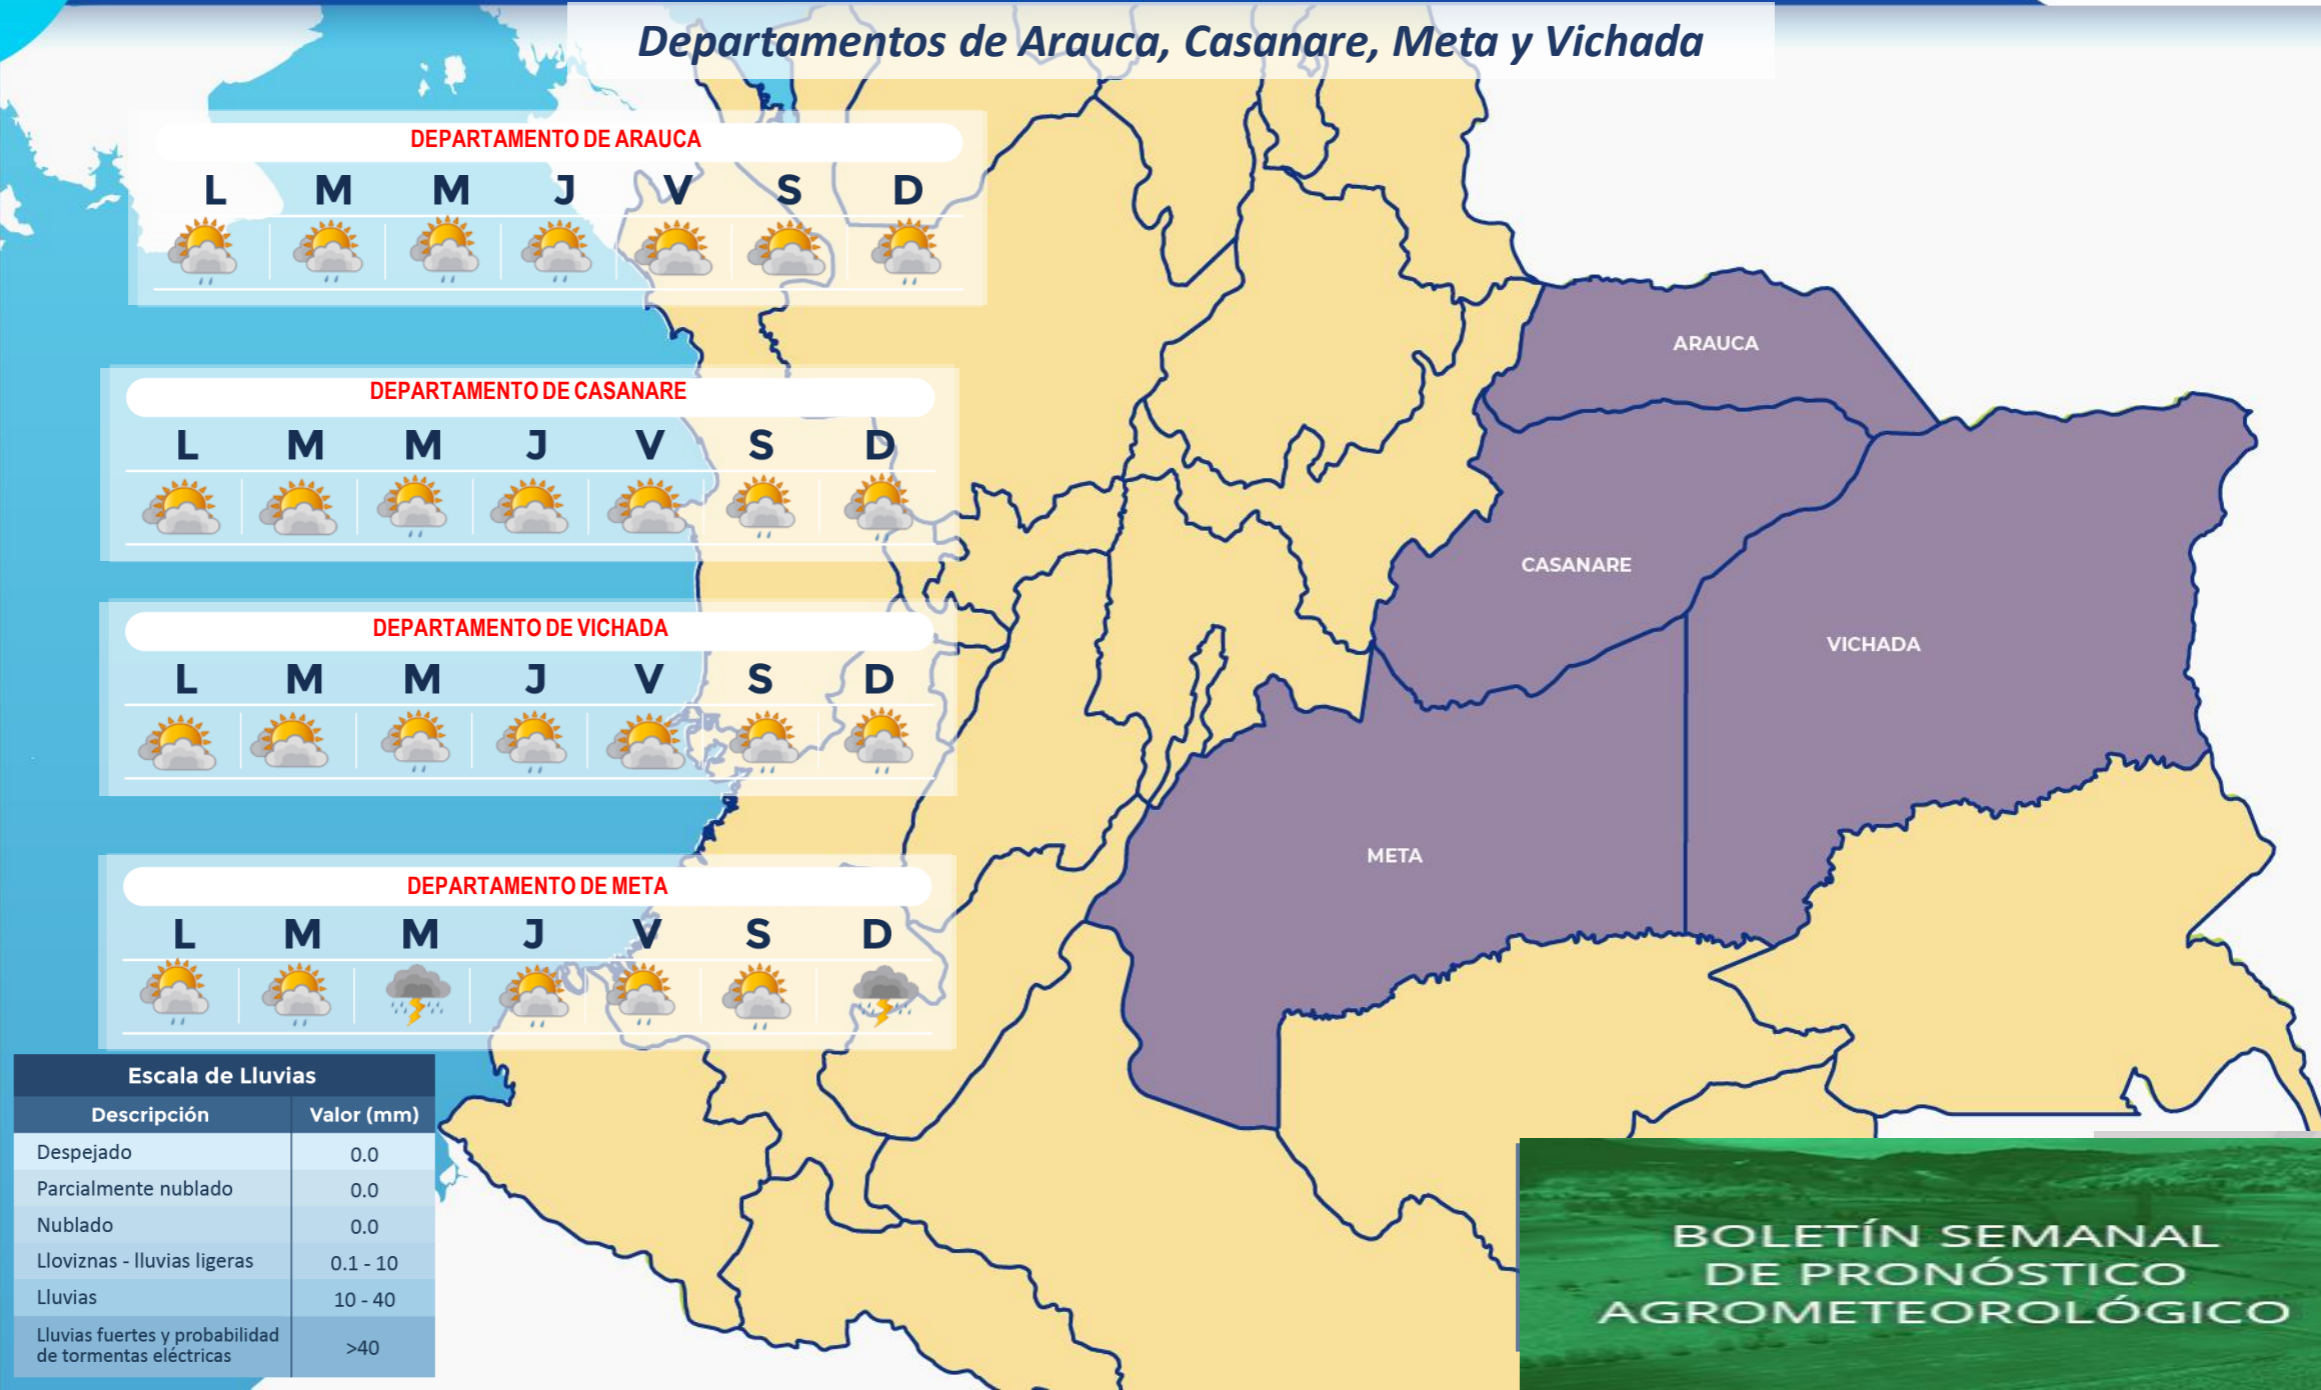 Departamentos de Arauca, Casanare, Meta y Vichada
DEPARTAMENTO DE ARAUCA
L M M J V S D
DEPARTAMENTO DE CASANARE
L M M J V S D
DEPARTAMENTO DE VICHADA
L M M J V S D
DEPARTAMENTO DE META
L M M J V S D
ARAUCA
CASANARE
VICHADA
META
Escala de Lluvias
Descripción Valor (mm)
Despejado 0.0
Parcialmente nublado 0.0
Nublado 0.0
Lloviznas - lluvias ligeras 0.1 - 10
Lluvias 10 - 40
Lluvias fuertes y probabilidad
de tormentas eléctricas >40
BOLETÍN SEMANAL
DE PRONÓSTICO
AGROMETEOROLÓGICO